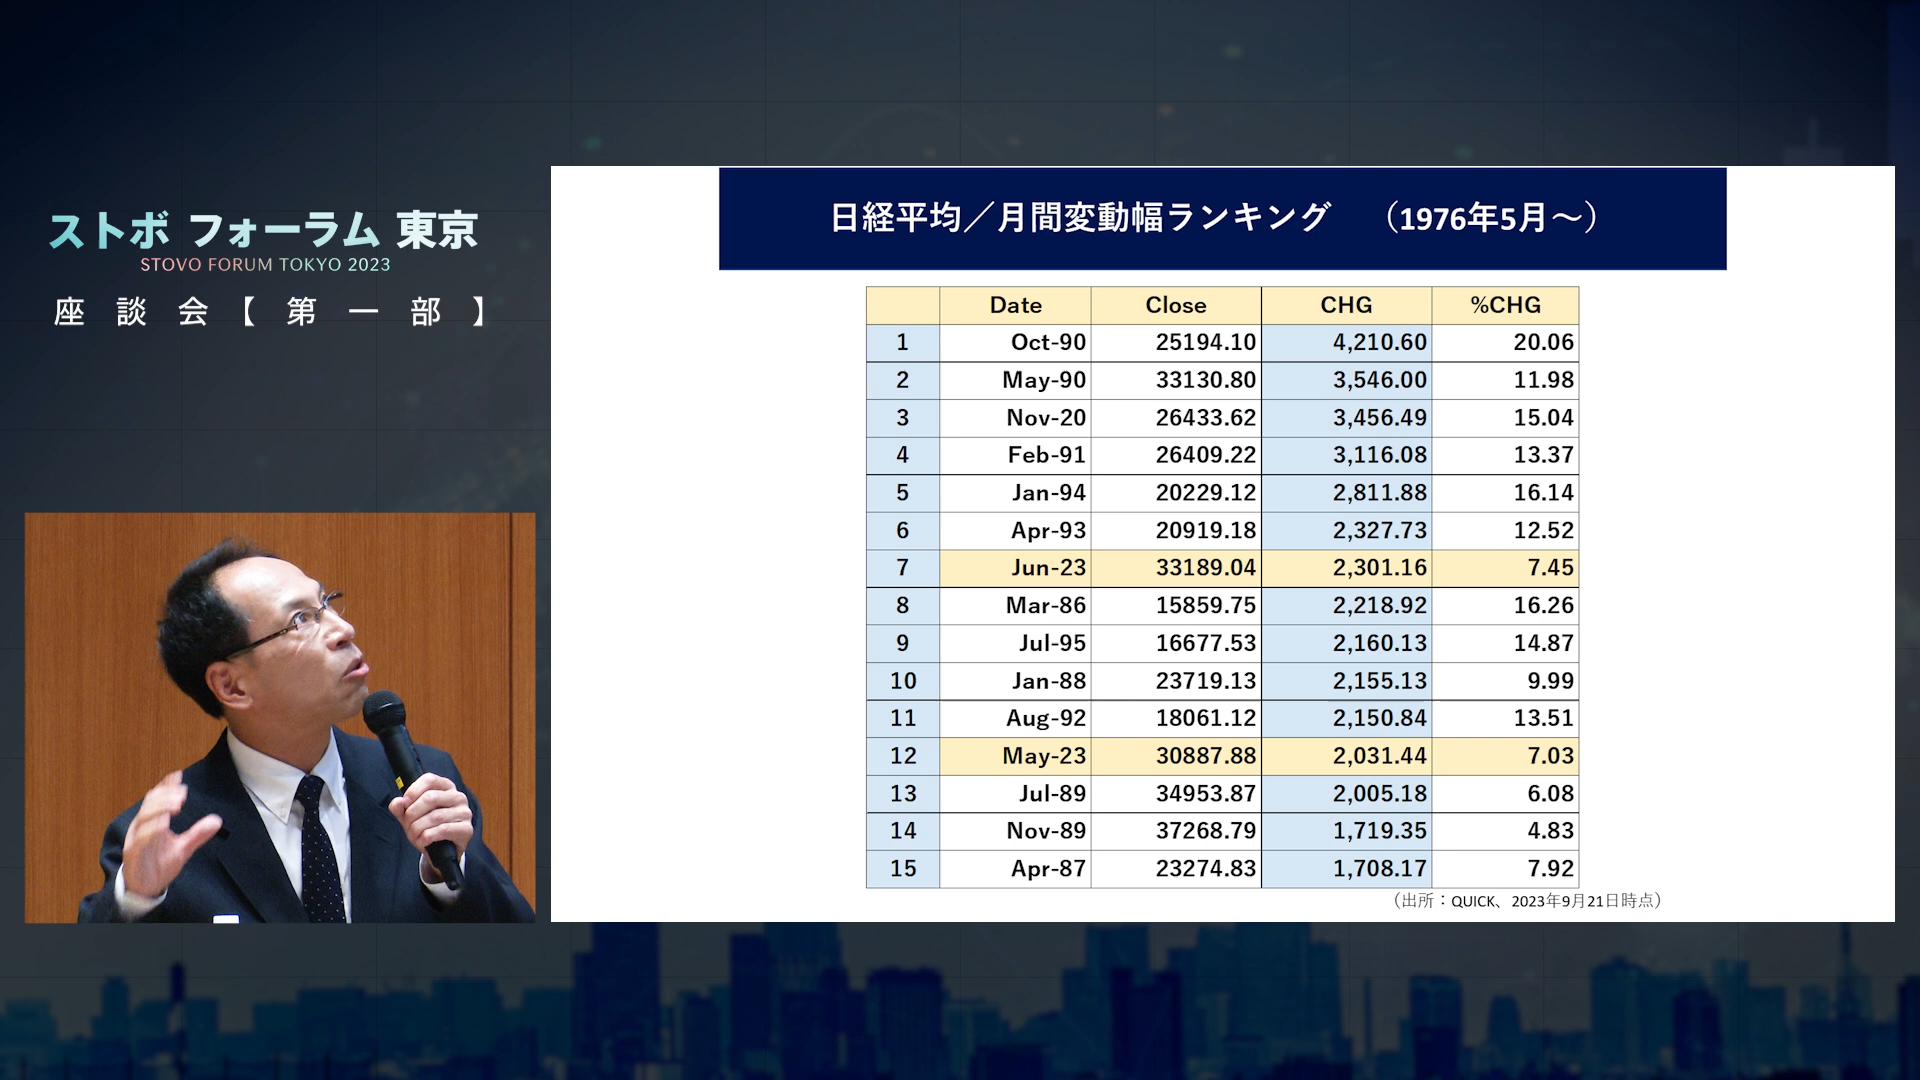 ストボ フォーラム 東京
STOVO FORUM TOKYO 2023
座談会【第一部】
日経平均／月間変動幅ランキング （1976年5月～）
Date Close CHG %CHG
1 Oct-90 25194.10 4,210.60 20.06
2 May-90 33130.80 3,546.00 11.98
3 Nov-20 26433.62 3,456.49 15.04
4 Feb-91 26409.22 3,116.08 13.37
5 Jan-94 20229.12 2,811.88 16.14
6 Apr-93 20919.18 2,327.73 12.52
7 Jun-23 33189.04 2,301.16 7.45
8 Mar-86 15859.75 2,218.92 16.26
9 Jul-95 16677.53 2,160.13 14.87
10 Jan-88 23719.13 2,155.13 9.99
11 Aug-92 18061.12 2,150.84 13.51
12 May-23 30887.88 2,031.44 7.03
13 Jul-89 34953.87 2,005.18 6.08
14 Nov-89 37268.79 1,719.35 4.83
15 Apr-87 23274.83 1,708.17 7.92
（出所：QUICK、2023年9月21日時点）